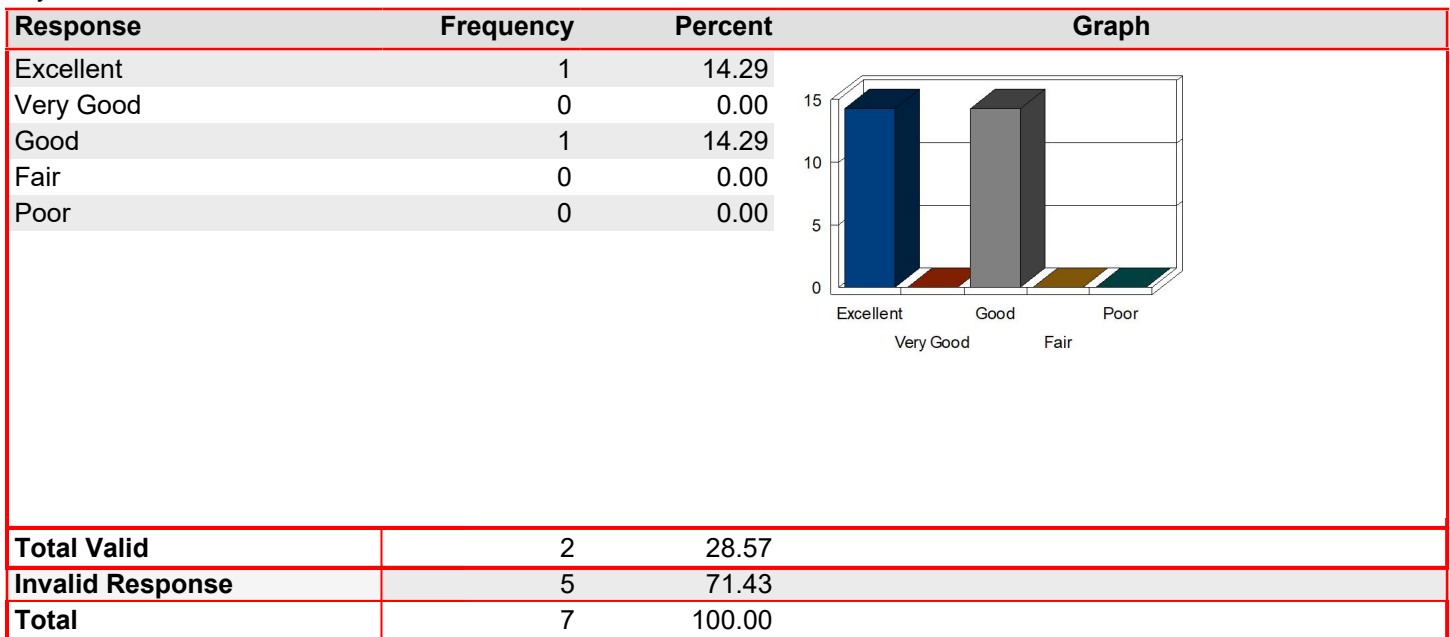 Response Frequency Percent Graph
Excellent 1 14.29
Very Good 0 0.00
Good 1 14.29
Fair 0 0.00
Poor 0 0.00
15
10
5
0
Excellent Good Poor
Very Good Fair
Total Valid 2 28.57
Invalid Response 5 71.43
Total 7 100.00